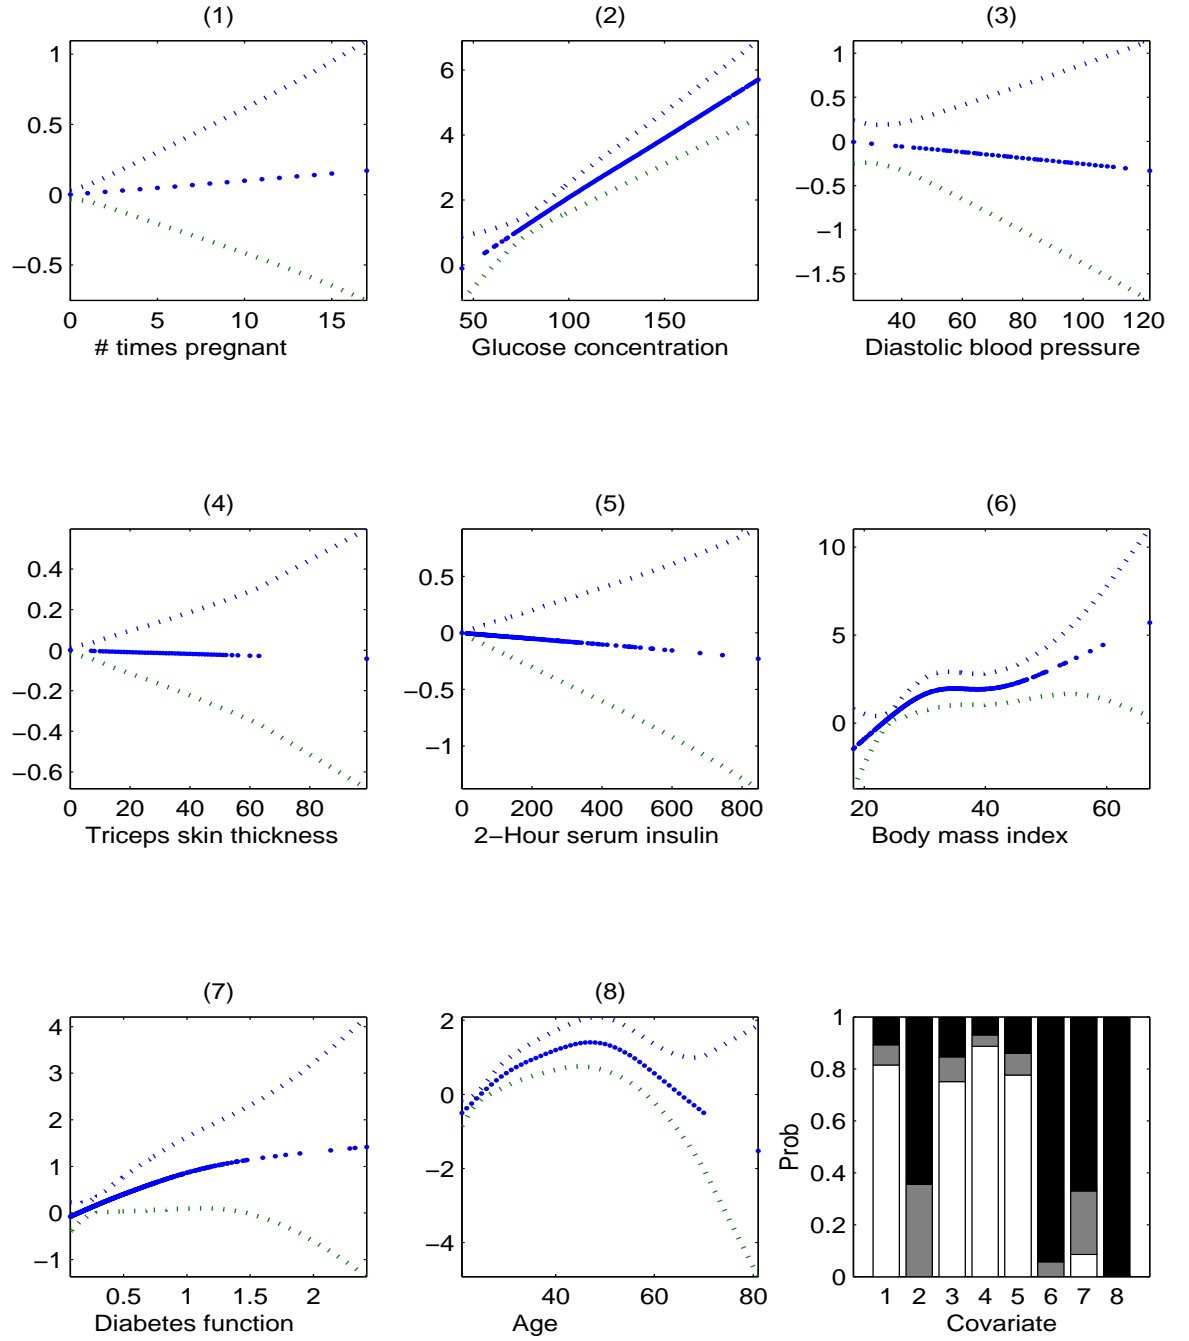 (1)
1
0.5
0
−0.5
0 5 10 15
# times pregnant
(2)
6
4
2
0
50 100 150
Glucose concentration
(3)
1
0.5
0
−0.5
−1
−1.5
40 60 80 100 120
Diastolic blood pressure
(4)
0.4
0.2
0
−0.2
−0.4
−0.6
0 20 40 60 80
Triceps skin thickness
(5)
0.5
0
−0.5
−1
0 200 400 600 800
2−Hour serum insulin
(6)
10
5
0
20 40 60
Body mass index
(7)
4
3
2
1
0
−1
0.5 1 1.5 2
Diabetes function
(8)
2
0
−2
−4
40 60 80
Age
1
0.8
0.6
0.4
0.2
0
Prob
1 2 3 4 5 6 7 8
Covariate